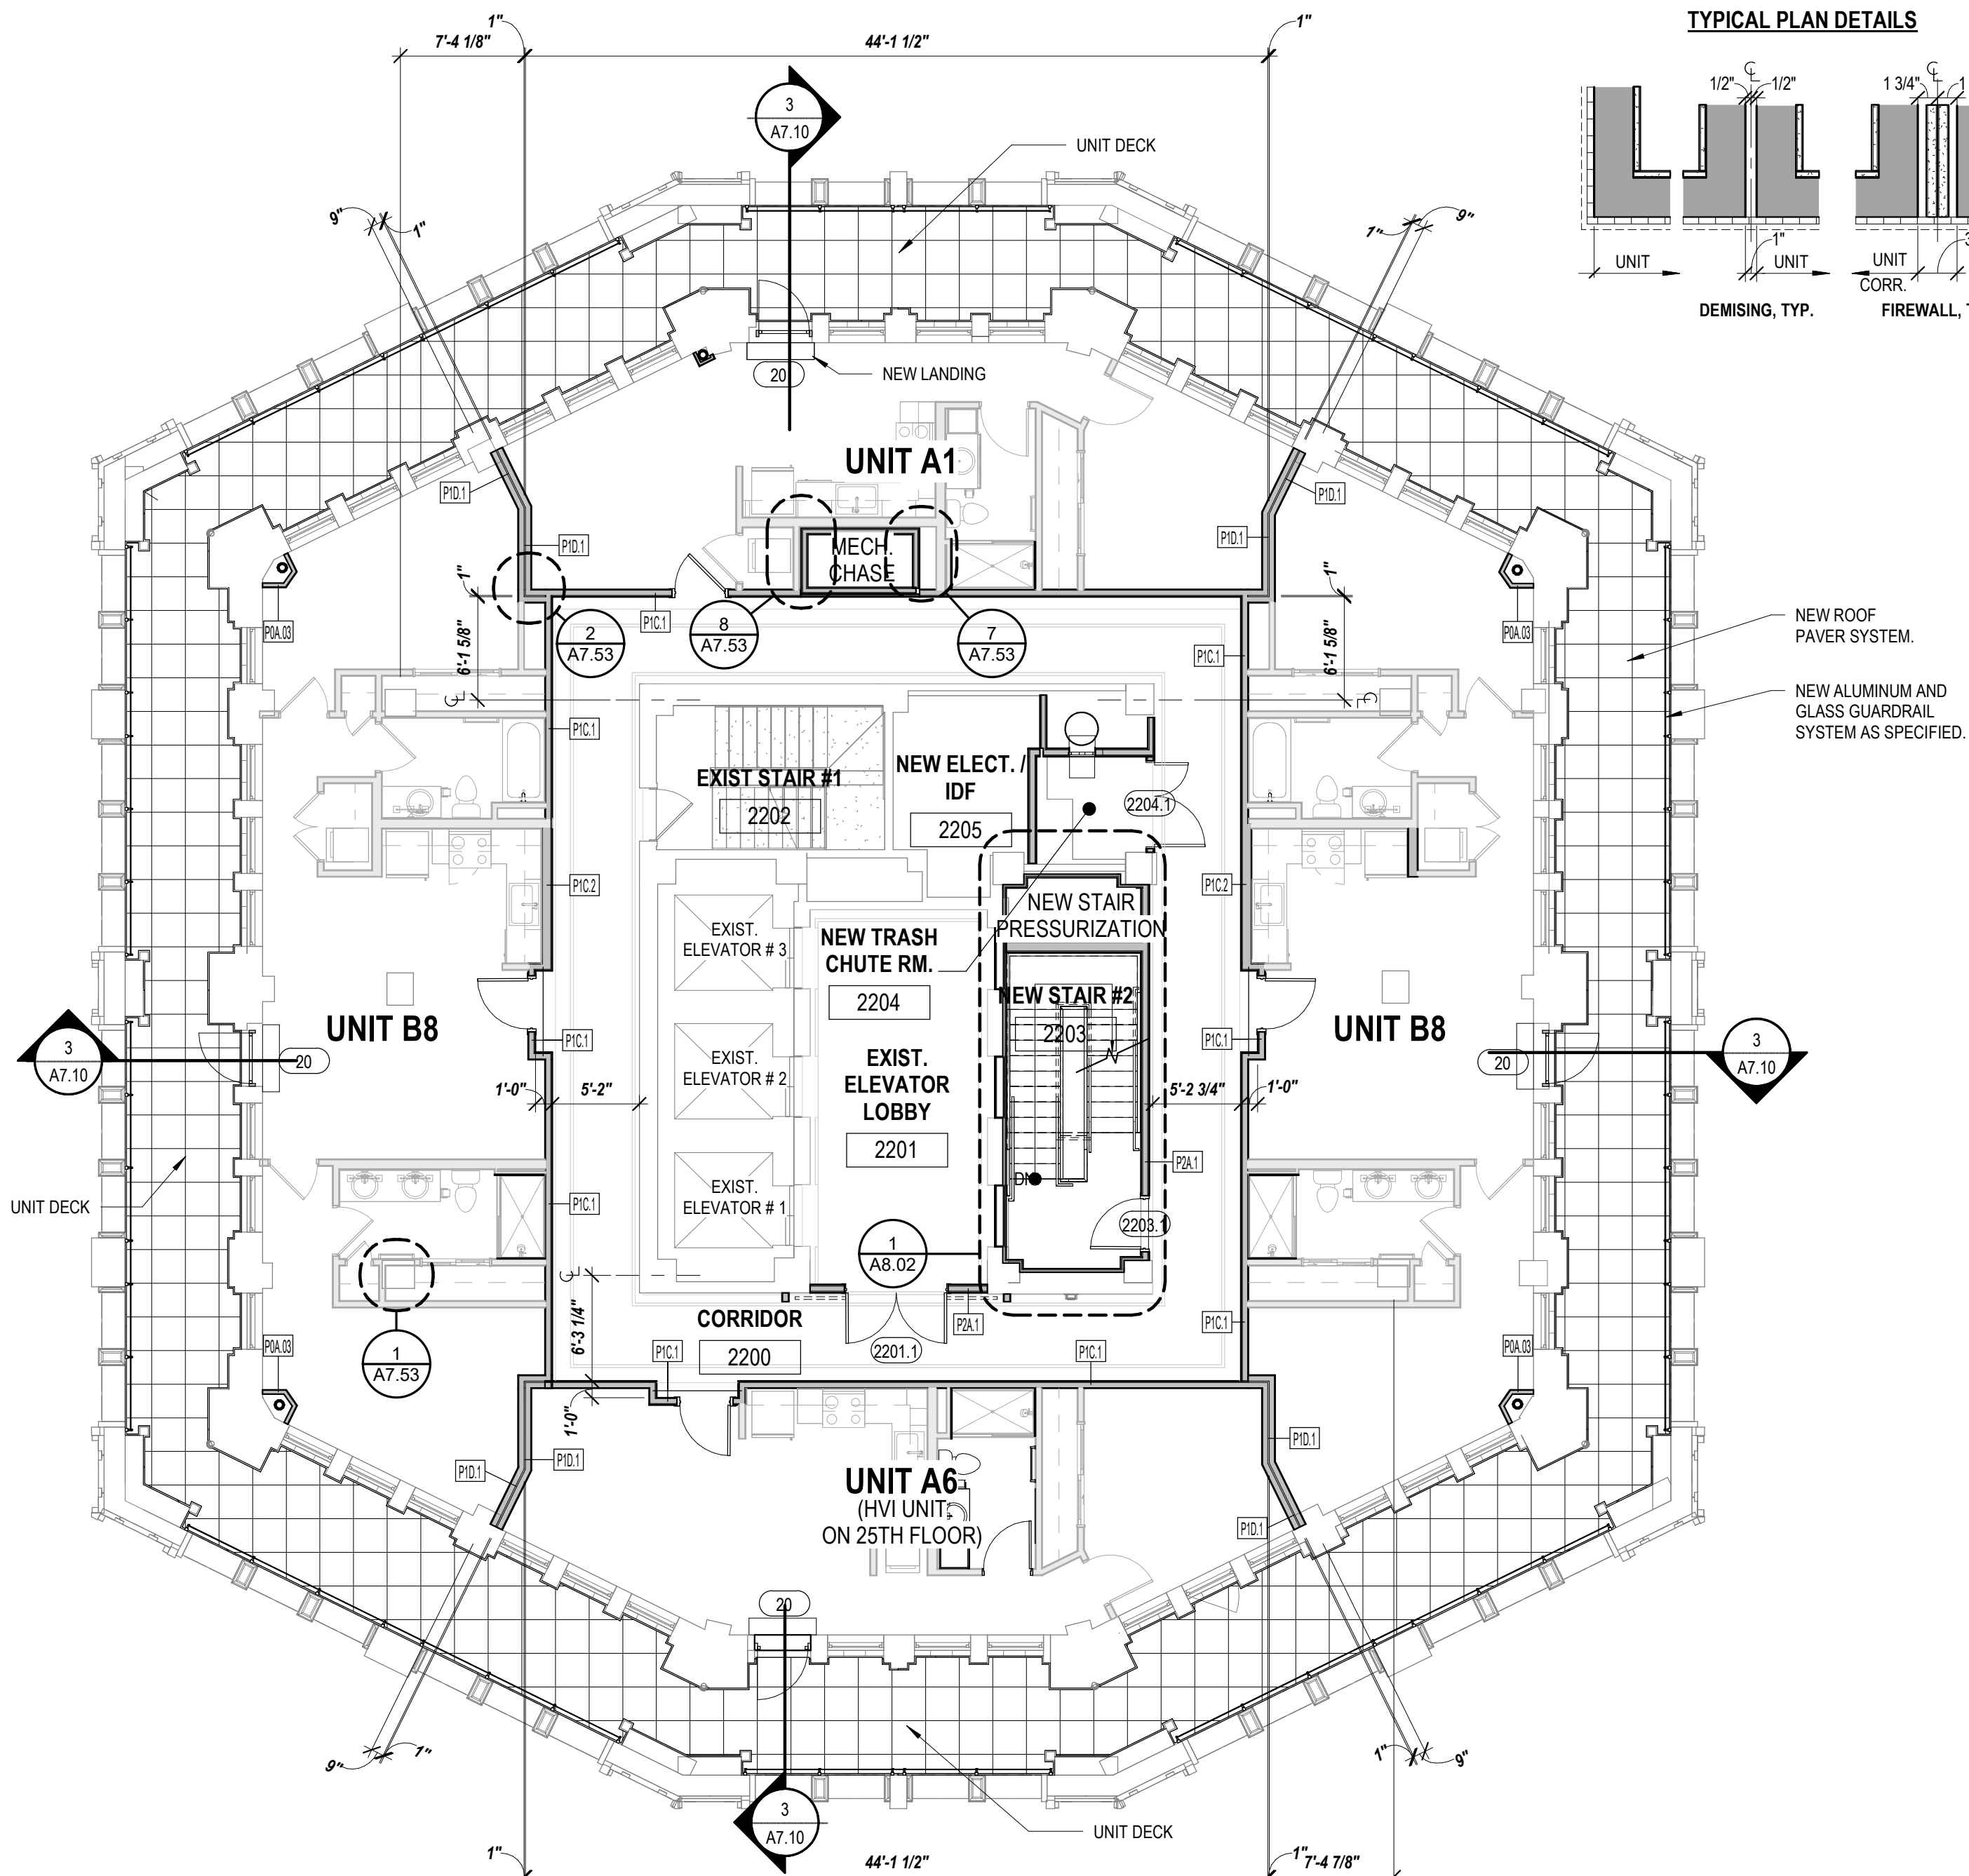 TYPICAL PLAN DETAILS
1"
7'-4 1/8"
44'-1 1/2"
1"
1/2"
1/2"
1 3/4"
1"
UNIT
UNIT
UNIT
CORR.
DEMISING, TYP.
FIREWALL,
3
A7.10
UNIT DECK
9"
1"
1"
9"
20
NEW LANDING
UNIT A1
P1D.1
P1D.1
P1D.1
P1D.1
MECH.
CHASE
1"
6'-1 5/8"
1"
6'-1 5/8"
P0A.03
P0A.03
2
A7.53
P1C.1
8
A7.53
7
A7.53
P1C.1
NEW ROOF
PAVER SYSTEM.
NEW ALUMINUM AND
GLASS GUARDRAIL
SYSTEM AS SPECIFIED.
P1C.1
EXIST STAIR #1
2202
NEW ELECT. /
IDF
2205
2204.1
P1C.2
P1C.2
NEW STAIR
PRESSURIZATION
EXIST.
ELEVATOR # 3
NEW TRASH
CHUTE RM.
2204
NEW STAIR #2
2203
UNIT B8
UNIT B8
P1C.1
P1C.1
3
A7.10
20
20
3
A7.10
EXIST.
ELEVATOR # 2
EXIST.
ELEVATOR
LOBBY
2201
1'-0"
5'-2"
5'-2 3/4"
1'-0"
P2A.1
EXIST.
ELEVATOR # 1
DN
2203.1
UNIT DECK
P1C.1
1
A8.02
6'-3 1/4"
CORRIDOR
2200
P2A.1
2201.1
P1C.1
P1C.1
P1C.1
P0A.03
P0A.03
1
A7.53
1'-0"
P1D.1
P1D.1
P1D.1
P1D.1
UNIT A6
(HVI UNIT
ON 25TH FLOOR)
20
9"
1"
1"
9"
3
A7.10
UNIT DECK
1"
44'-1 1/2"
1"
7'-4 7/8"